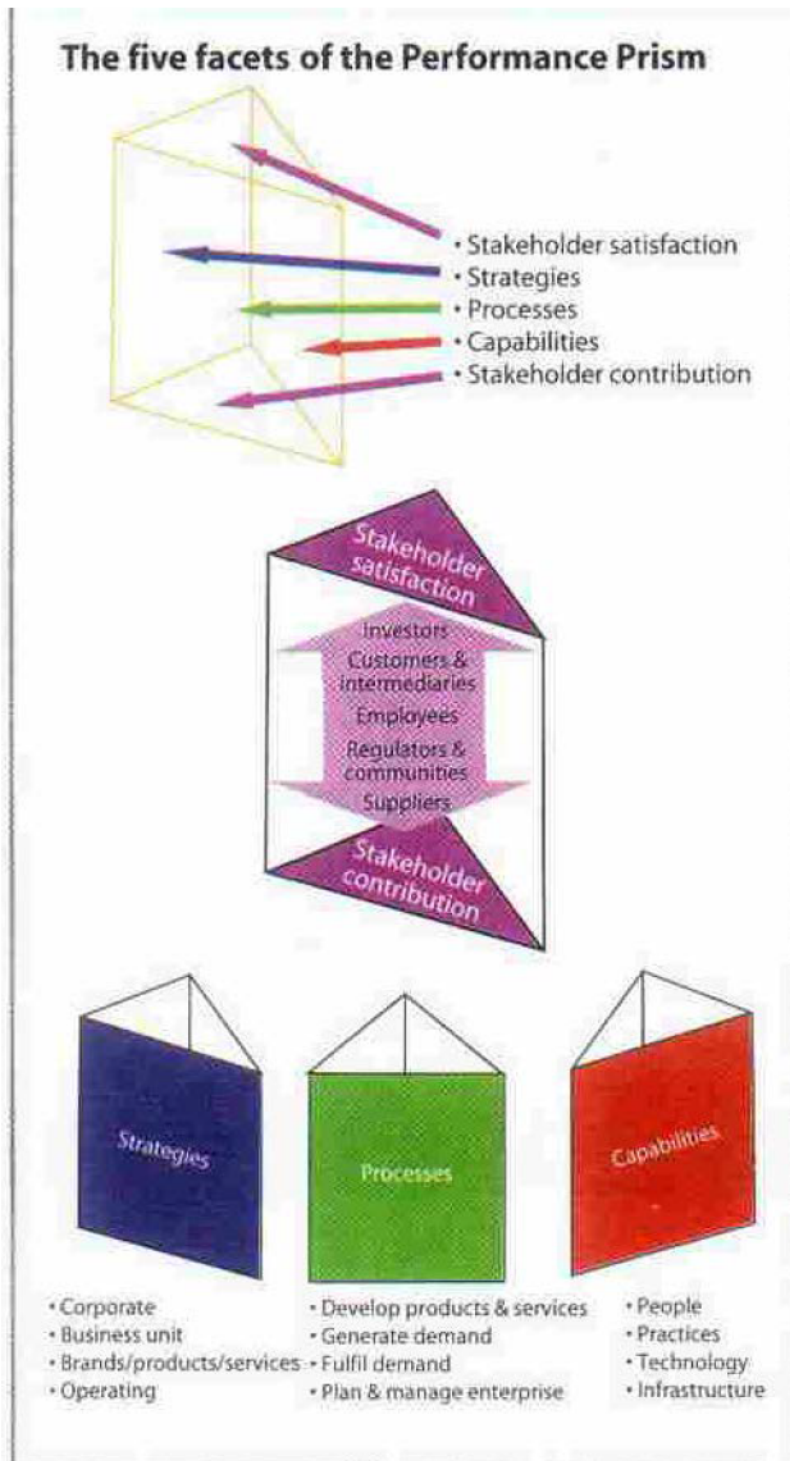 The five facets of the Performance Prism
• Stakeholder satisfaction
• Strategies
• Processes
• Capabilities
• Stakeholder contribution
Stakeholder
satisfaction
Investors
Customers &
intermediaries
Employees
Regulators &
communities
Suppliers
Stakeholder
contribution
Strategies
Processes
Capabilities
• Corporate
• Business unit
• Brands/products/services
• Operating
• Develop products & services
• Generate demand
• Fulfil demand
• Plan & manage enterprise
• People
• Practices
• Technology
• Infrastructure